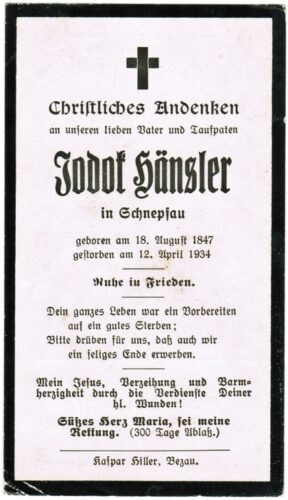 Christliches Andenken
an unseren lieben Vater und Taufpaten
Jodok Hänsler
in Schnepfau
geboren am 18. August 1847
gestorben am 12. April 1934
Ruhe in Frieden.
Dein ganzes Leben war ein Vorbereiten
auf ein gutes Sterben;
Bitte drüben für uns, daß auch wir
ein seliges Ende erwerben.
Mein Jesus, Verzeihung und Barm-
herzigkeit durch die Verdienste Deiner
hl. Wunden!
Süßes Herz Maria, sei meine
Rettung. (300 Tage Ablaß.)
Kaspar Hiller, Bezau.